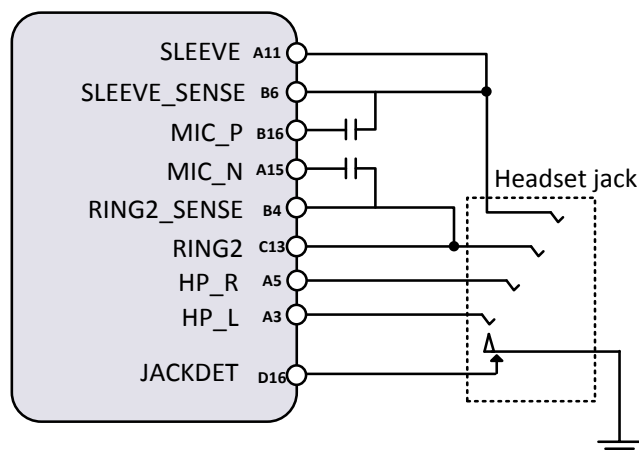 SLEEVE A11
SLEEVE_SENSE B6
MIC_P B16
MIC_N A15
Headset jack
RING2_SENSE B4
RING2 C13
HP_R A5
HP_L A3
JACKDET D16